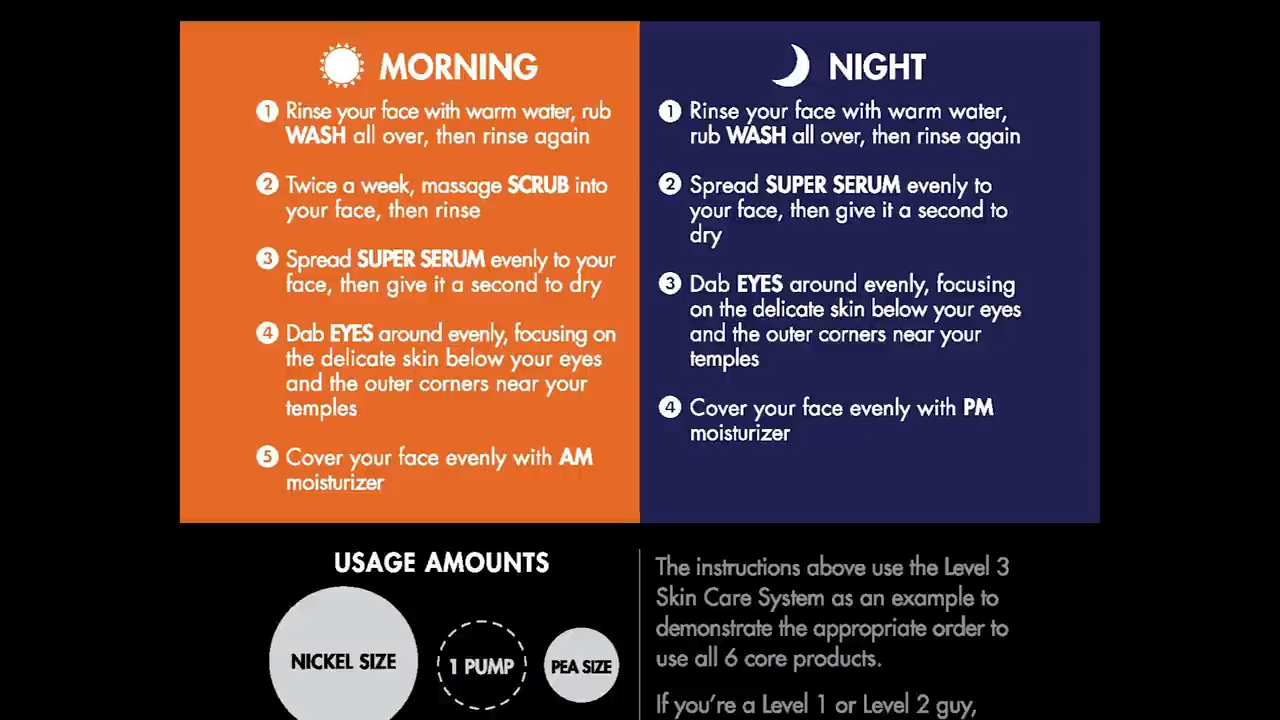 MORNING
1 Rinse your face with warm water, rub
WASH all over, then rinse again
2 Twice a week, massage SCRUB into
your face, then rinse
3 Spread SUPER SERUM evenly to your
face, then give it a second to dry
4 Dab EYES around evenly, focusing on
the delicate skin below your eyes
and the outer corners near your
temples
5 Cover your face evenly with AM
moisturizer
NIGHT
1 Rinse your face with warm water,
rub WASH all over, then rinse again
2 Spread SUPER SERUM evenly to
your face, then give it a second to
dry
3 Dab EYES around evenly, focusing
on the delicate skin below your eyes
and the outer corners near your
temples
4 Cover your face evenly with PM
moisturizer
USAGE AMOUNTS
NICKEL SIZE
1 PUMP
PEA SIZE
The instructions above use the Level 3
Skin Care System as an example to
demonstrate the appropriate order to
use all 6 core products.
If you're a Level 1 or Level 2 guy,